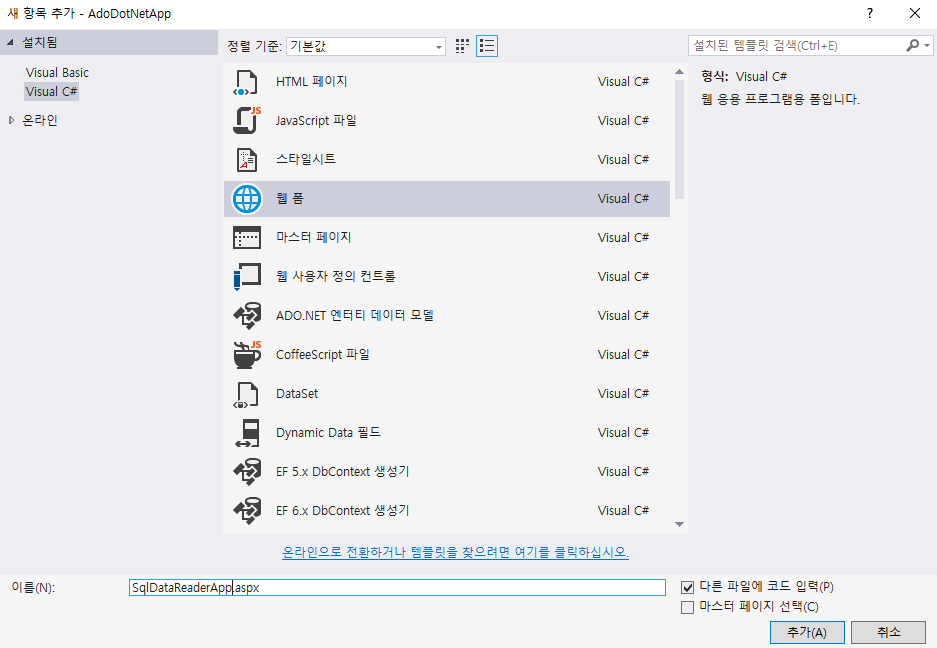 새 항목 추가 - AdoDotNetApp
설치됨
Visual Basic
Visual C#
온라인
정렬 기준: 기본값
HTML 페이지 Visual C#
JavaScript 파일 Visual C#
스타일시트 Visual C#
웹 폼 Visual C#
마스터 페이지 Visual C#
웹 사용자 정의 컨트롤 Visual C#
ADO.NET 엔터티 데이터 모델 Visual C#
CoffeeScript 파일 Visual C#
DataSet Visual C#
Dynamic Data 필드 Visual C#
EF 5.x DbContext 생성기 Visual C#
EF 6.x DbContext 생성기 Visual C#
온라인으로 전환하거나 템플릿을 찾으려면 여기를 클릭하십시오.
설치된 템플릿 검색(Ctrl+E)
형식: Visual C#
웹 응용 프로그램용 폼입니다.
이름(N): SqlDataReaderApp.aspx
다른 파일에 코드 입력(P)
마스터 페이지 선택(C)
추가(A) 취소